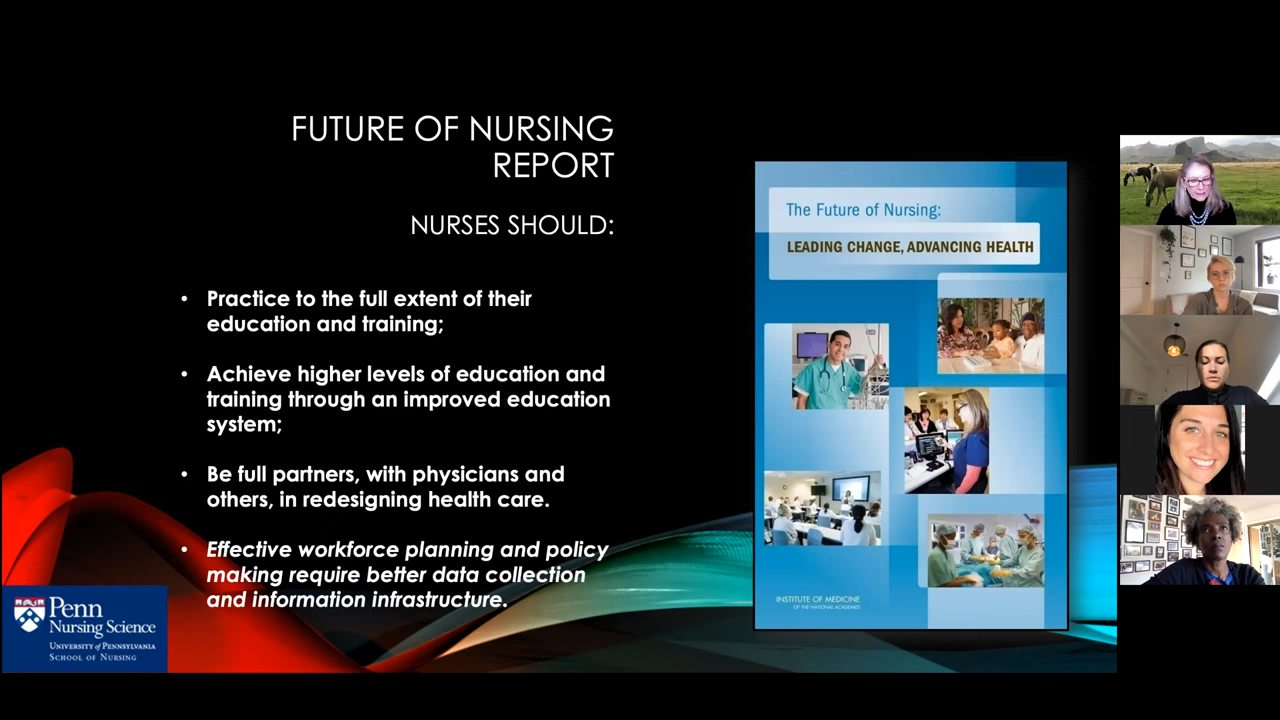 FUTURE OF NURSING
REPORT
NURSES SHOULD:
• Practice to the full extent of their
education and training;
• Achieve higher levels of education and
training through an improved education
system;
• Be full partners, with physicians and
others, in redesigning health care.
• Effective workforce planning and policy
making require better data collection
and information infrastructure.
Penn
Nursing Science
UNIVERSITY of PENNSYLVANIA
SCHOOL OF NURSING
The Future of Nursing:
LEADING CHANGE, ADVANCING HEALTH
INSTITUTE OF MEDICINE
OF THE NATIONAL ACADEMIES